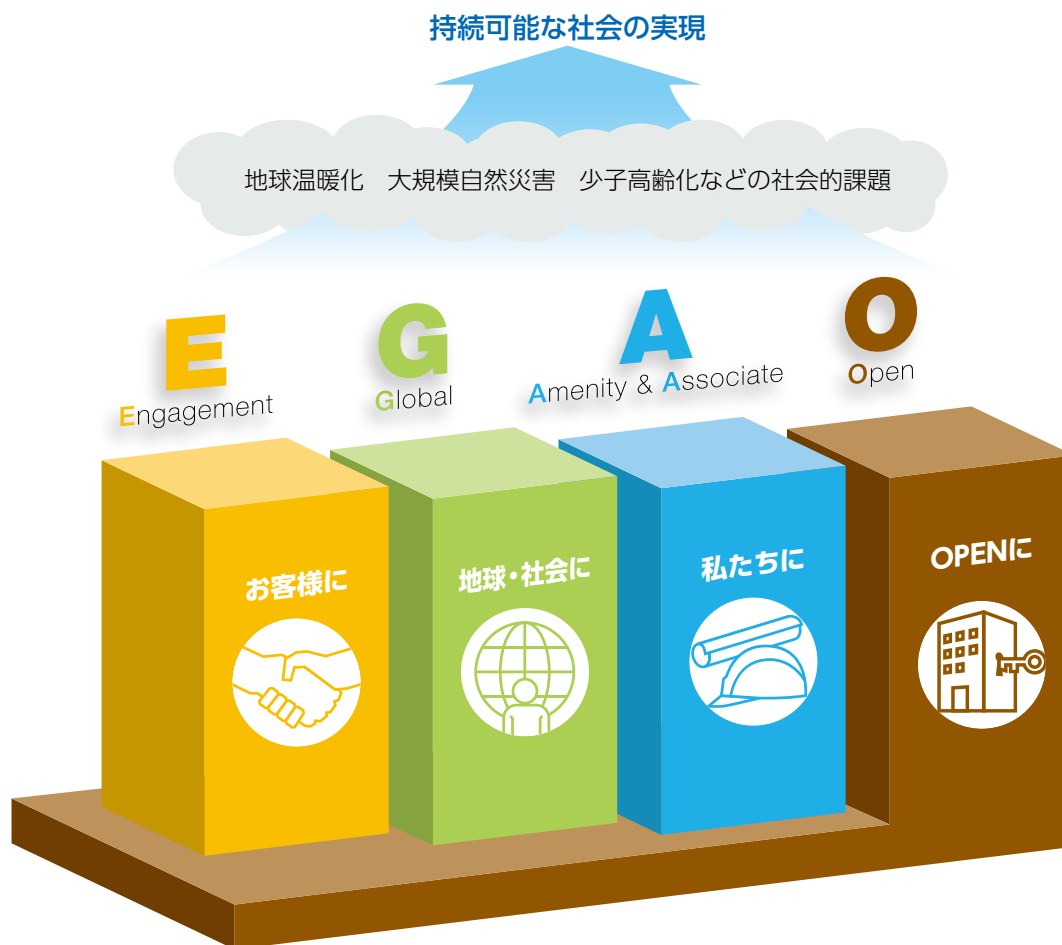 持続可能な社会の実現
地球温暖化　大規模自然災害　少子高齢化などの社会的課題
E
Engagement
G
Global
A
Amenity & Associate
O
Open
お客様に
地球・社会に
私たちに
OPENに